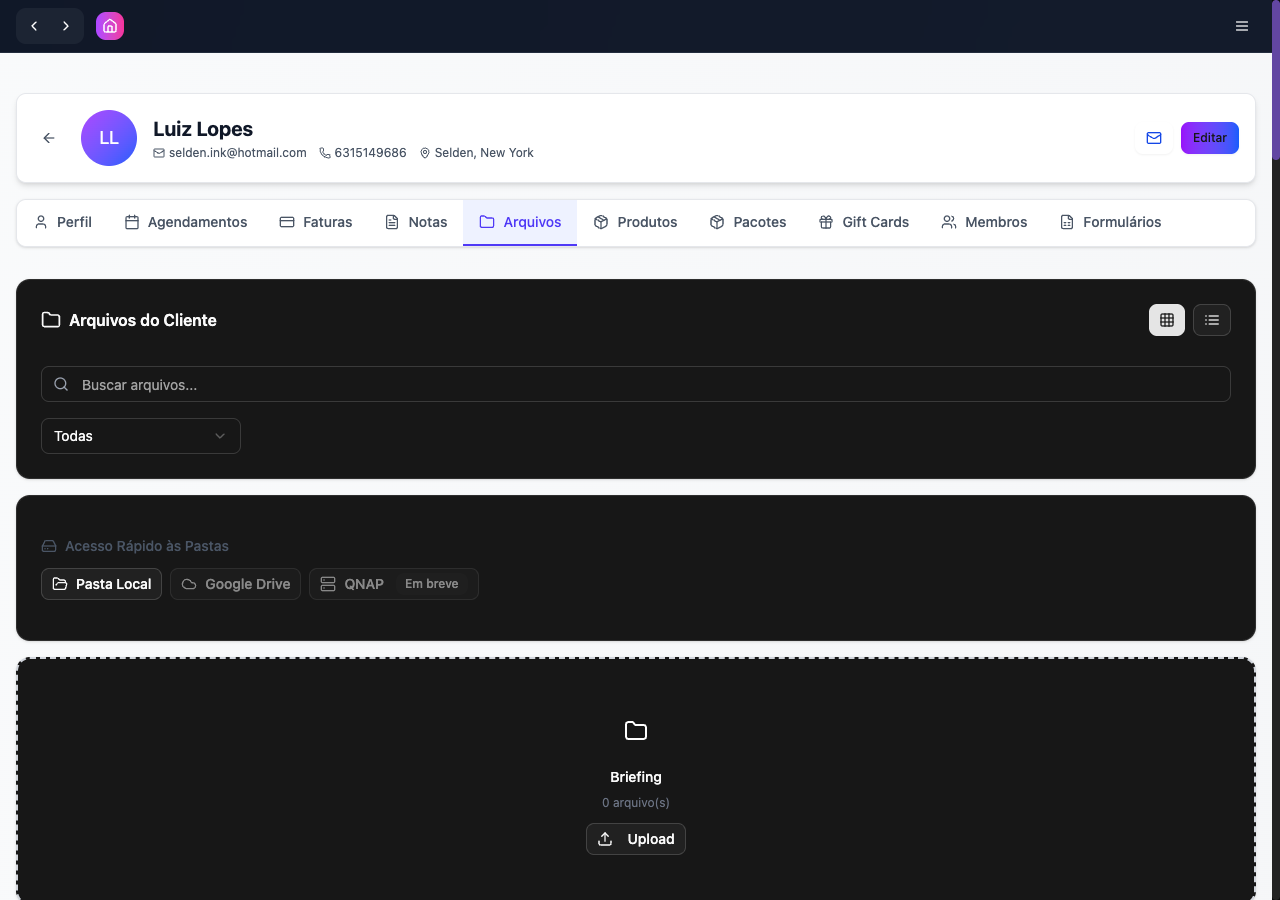 LL
Luiz Lopes
selden.ink@hotmail.com 6315149686 Selden, New York
Editar
Perfil Agendamentos Faturas Notas Arquivos Produtos Pacotes Gift Cards Membros Formulários
Arquivos do Cliente
Buscar arquivos...
Todas
Acesso Rápido às Pastas
Pasta Local Google Drive QNAP Em breve
Briefing
0 arquivo(s)
Upload